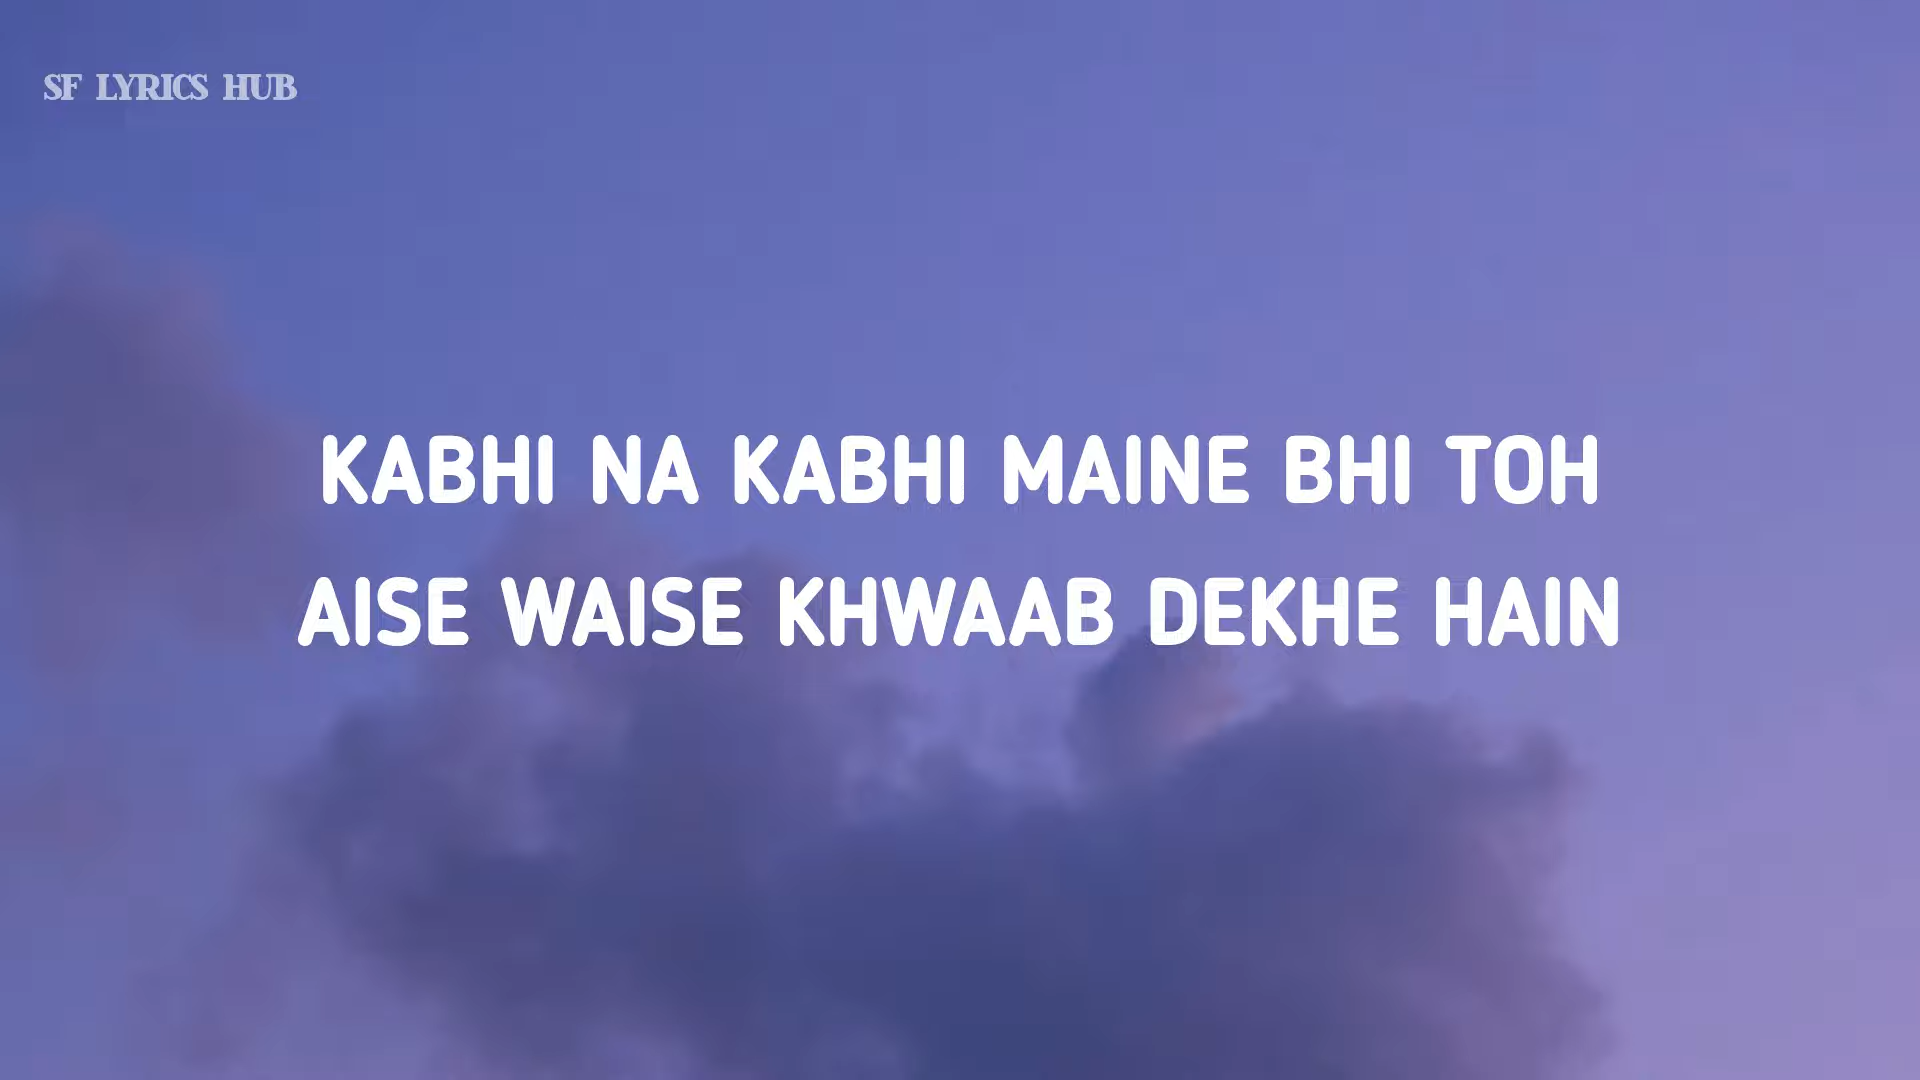 SF LYRICS HUB
KABHI NA KABHI MAINE BHI TOH
AISE WAISE KHWAAB DEKHE HAIN